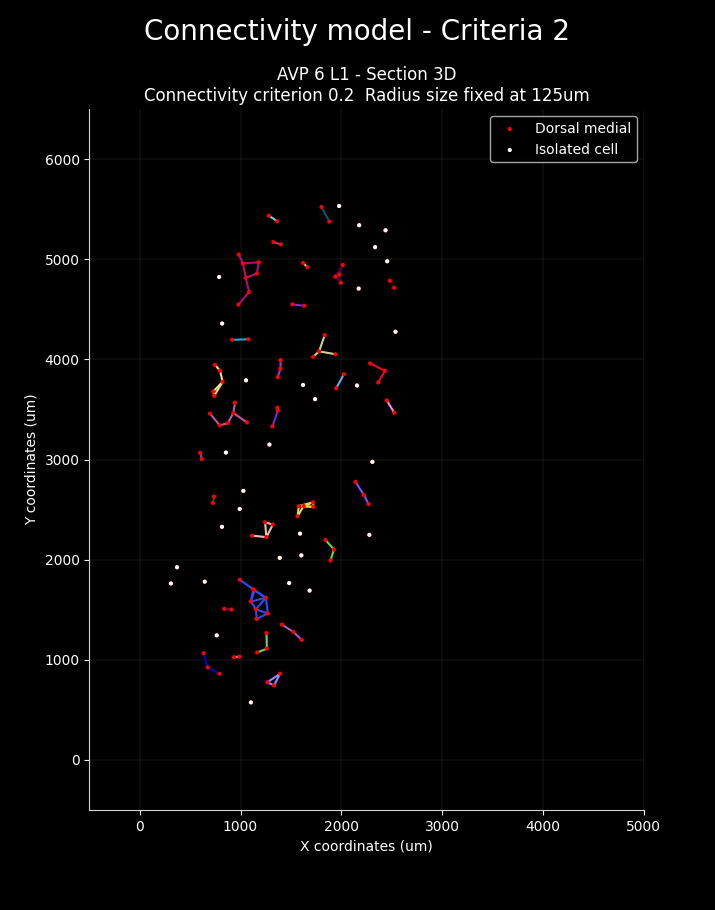 Connectivity model - Criteria 2
AVP 6 L1 - Section 3D
Connectivity criterion 0.2  Radius size fixed at 125um
Dorsal medial
Isolated cell
6000
5000
4000
3000
2000
1000
0
Y coordinates (um)
0
1000
2000
3000
4000
5000
X coordinates (um)